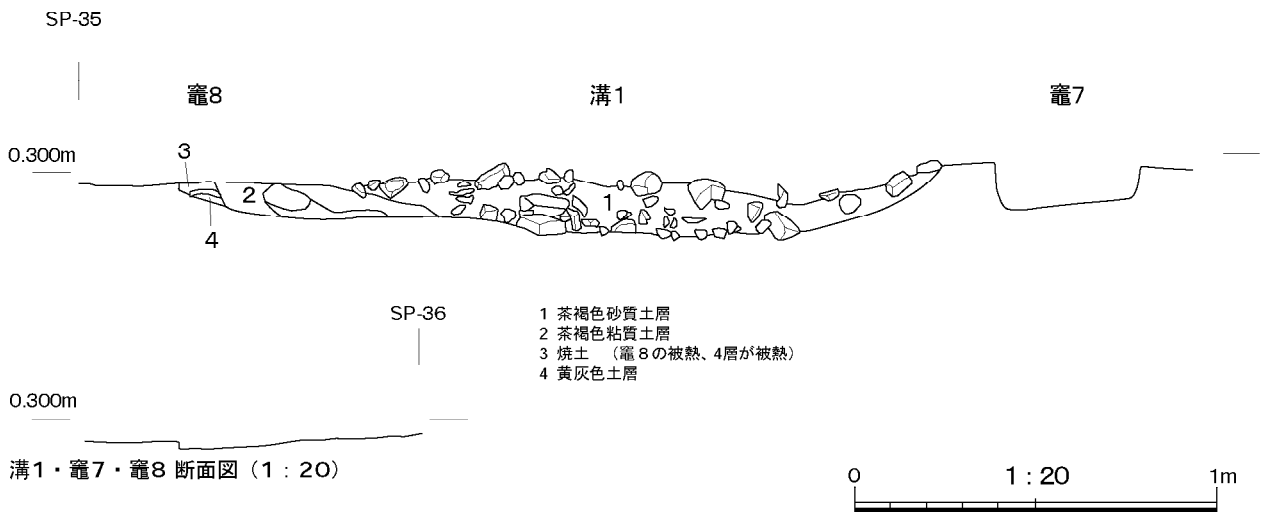 SP-35
竈8 溝1 竈7
0.300m
3
2
1
4
SP-36
1 茶褐色砂質土層
2 茶褐色粘質土層
3 焼土 （竈８の被熱、4層が被熱）
4 黄灰色土層
0.300m
溝1・竈7・竈8 断面図（1：20）
0 1：20 1m